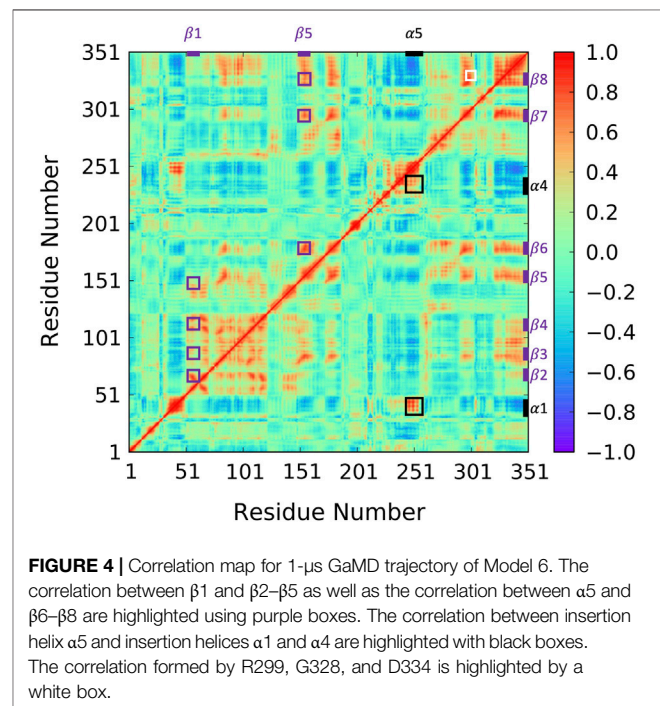 β1 β5 α5
351
301
251
201
151
101
51
1
Residue Number
1 51 101 151 201 251 301 351
Residue Number
β8
β7
α4
β6
β5
β4
β3
β2
α1
1.0
0.8
0.6
0.4
0.2
0.0
−0.2
−0.4
−0.6
−0.8
−1.0
FIGURE 4 | Correlation map for 1-μs GaMD trajectory of Model 6. The
correlation between β1 and β2–β5 as well as the correlation between α5 and
β6–β8 are highlighted using purple boxes. The correlation between insertion
helix α5 and insertion helices α1 and α4 are highlighted with black boxes.
The correlation formed by R299, G328, and D334 is highlighted by a
white box.